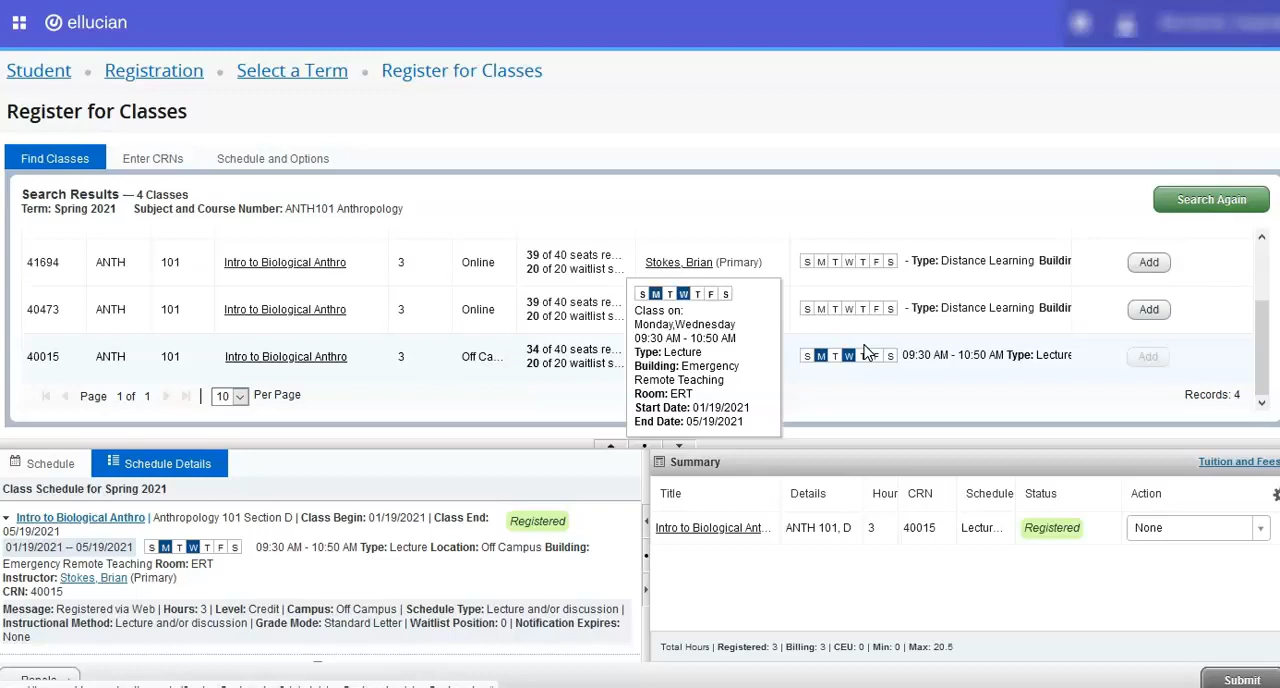 ellucian
Student • Registration • Select a Term • Register for Classes
Register for Classes
Find Classes Enter CRNs Schedule and Options
Search Results — 4 Classes
Term: Spring 2021 Subject and Course Number: ANTH101 Anthropology
Search Again
41694 ANTH 101 Intro to Biological Anthro 3 Online 39 of 40 seats re... Stokes, Brian (Primary) S M T W T F S - Type: Distance Learning Buildin Add
20 of 20 waitlist s...
40473 ANTH 101 Intro to Biological Anthro 3 Online 39 of 40 seats re... S M T W T F S - Type: Distance Learning Buildin Add
20 of 20 waitlist s...
40015 ANTH 101 Intro to Biological Anthro 3 Off Ca... 34 of 40 seats re... S M T W T F S 09:30 AM - 10:50 AM Type: Lecture Add
20 of 20 waitlist s...
S M T W T F S
Class on:
Monday,Wednesday
09:30 AM - 10:50 AM
Type: Lecture
Building: Emergency
Remote Teaching
Room: ERT
Start Date: 01/19/2021
End Date: 05/19/2021
Page 1 of 1 | 10 Per Page Records: 4
Schedule Schedule Details
Class Schedule for Spring 2021
Intro to Biological Anthro | Anthropology 101 Section D | Class Begin: 01/19/2021 | Class End:
05/19/2021
Registered
01/19/2021 -- 05/19/2021 S M T W T F S 09:30 AM - 10:50 AM Type: Lecture Location: Off Campus Building:
Emergency Remote Teaching Room: ERT
Instructor: Stokes, Brian (Primary)
CRN: 40015
Message: Registered via Web | Hours: 3 | Level: Credit | Campus: Off Campus | Schedule Type: Lecture and/or discussion |
Instructional Method: Lecture and/or discussion | Grade Mode: Standard Letter | Waitlist Position: 0 | Notification Expires:
None
Summary Tuition and Fees
Title Details Hour CRN Schedule Status Action
Intro to Biological Ant... ANTH 101, D 3 40015 Lectur... Registered None
Total Hours | Registered: 3 | Billing: 3 | CEU: 0 | Min: 0 | Max: 20.5
Panels
Submit